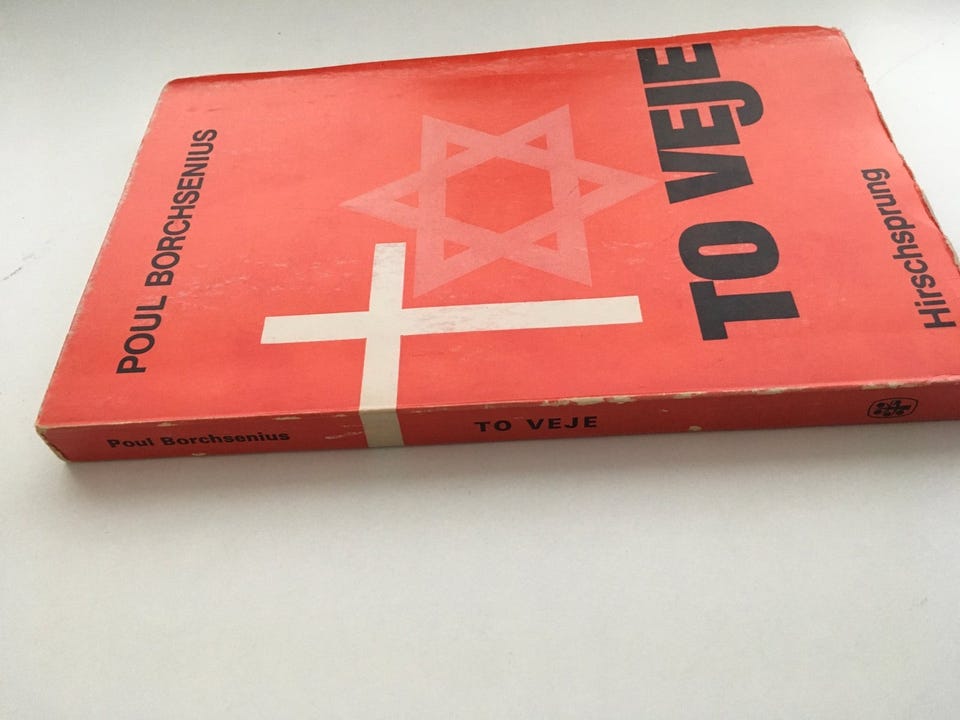 POUL BORCHSENIUS
TO VEJE
Hirschsprung
Poul Borchsenius
TO VEJE